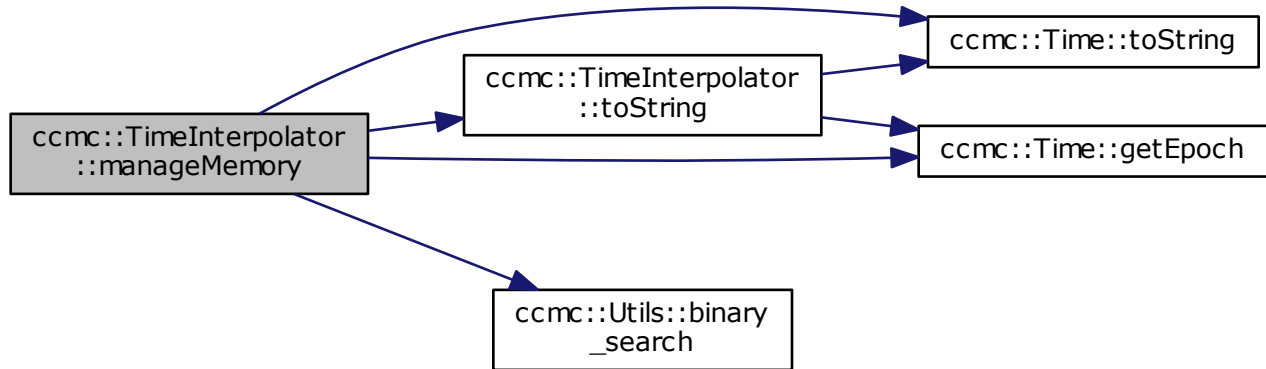 ccmc::TimeInterpolator
::manageMemory
ccmc::TimeInterpolator
::toString
ccmc::Time::toString
ccmc::Time::getEpoch
ccmc::Utils::binary
_search